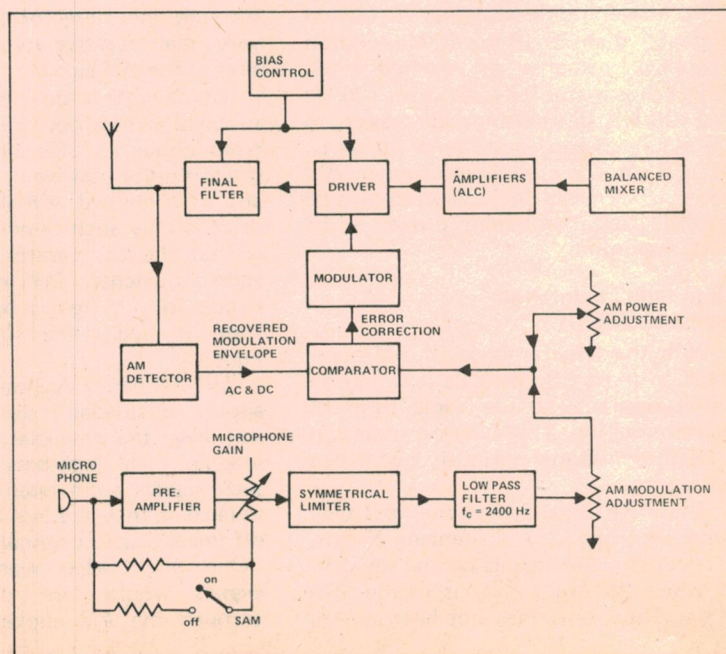 BIAS
CONTROL
FINAL
FILTER
DRIVER
AMPLIFIERS
(ALC)
BALANCED
MIXER
MODULATOR
AM POWER
ADJUSTMENT
ERROR
CORRECTION
RECOVERED
MODULATION
ENVELOPE
AM
DETECTOR
AC & DC
COMPARATOR
MICROPHONE
GAIN
MICRO
PHONE
PRE-
AMPLIFIER
SYMMETRICAL
LIMITER
LOW PASS
FILTER
fc = 2400 Hz
AM MODULATION
ADJUSTMENT
on
off
SAM